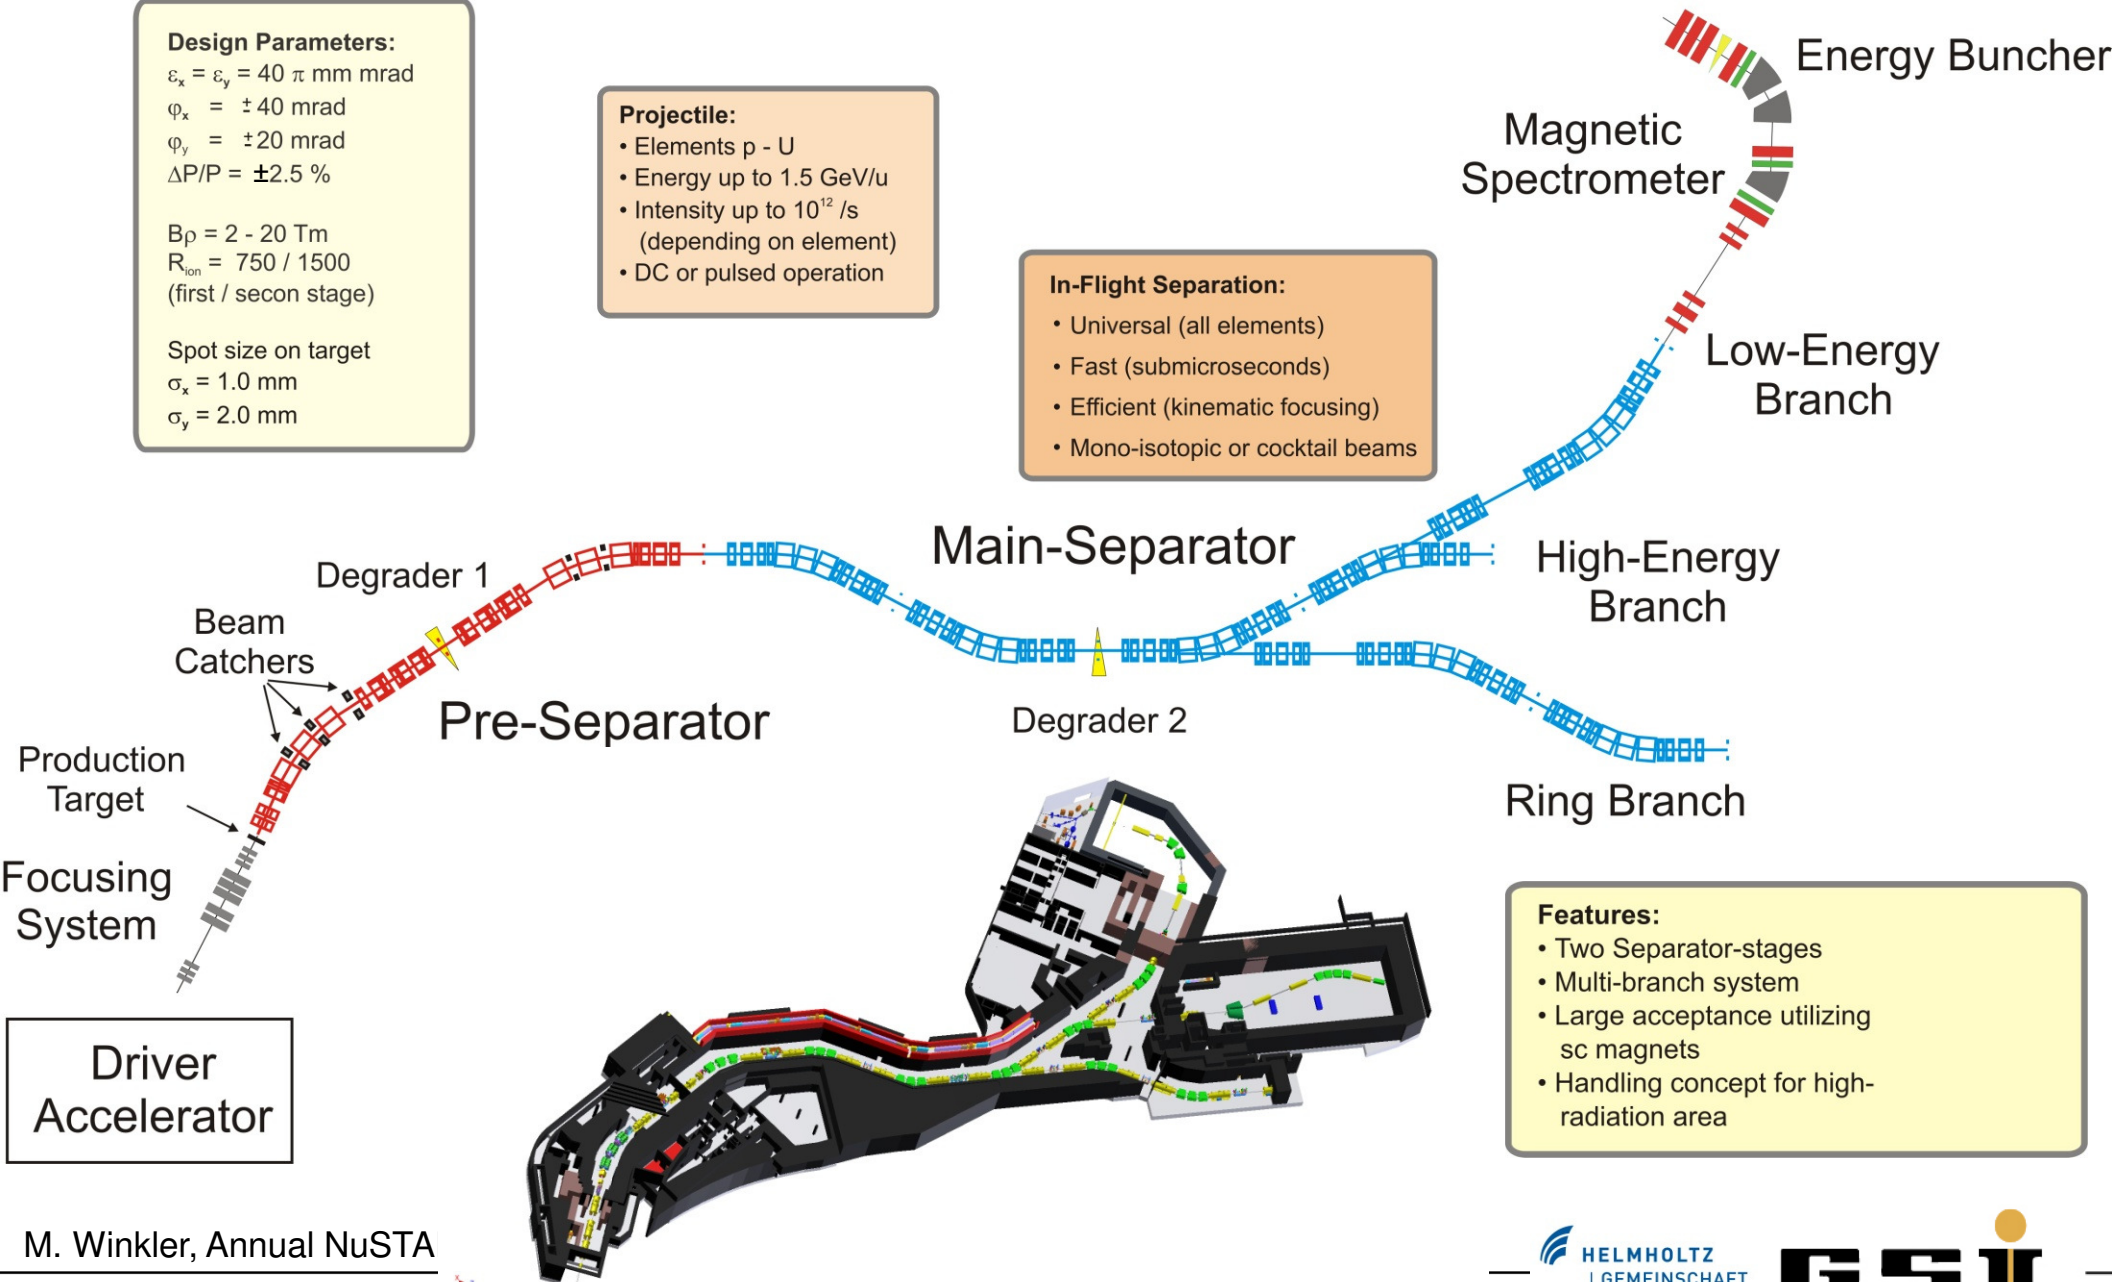 Design Parameters:
εx = εy = 40 π mm mrad
φx = ± 40 mrad
φy = ± 20 mrad
ΔP/P = ±2.5 %
Bρ = 2 - 20 Tm
Rion = 750 / 1500
(first / secon stage)
Spot size on target
σx = 1.0 mm
σy = 2.0 mm
Projectile:
• Elements p - U
• Energy up to 1.5 GeV/u
• Intensity up to 10¹² /s
(depending on element)
• DC or pulsed operation
In-Flight Separation:
• Universal (all elements)
• Fast (submicroseconds)
• Efficient (kinematic focusing)
• Mono-isotopic or cocktail beams
Energy Buncher
Magnetic
Spectrometer
Low-Energy
Branch
Main-Separator
High-Energy
Branch
Degrader 1
Beam
Catchers
Pre-Separator
Degrader 2
Production
Target
Ring Branch
Focusing
System
Driver
Accelerator
Features:
• Two Separator-stages
• Multi-branch system
• Large acceptance utilizing
sc magnets
• Handling concept for high-
radiation area
M. Winkler, Annual NuSTA
HELMHOLTZ
| GEMEINSCHAFT
GSI